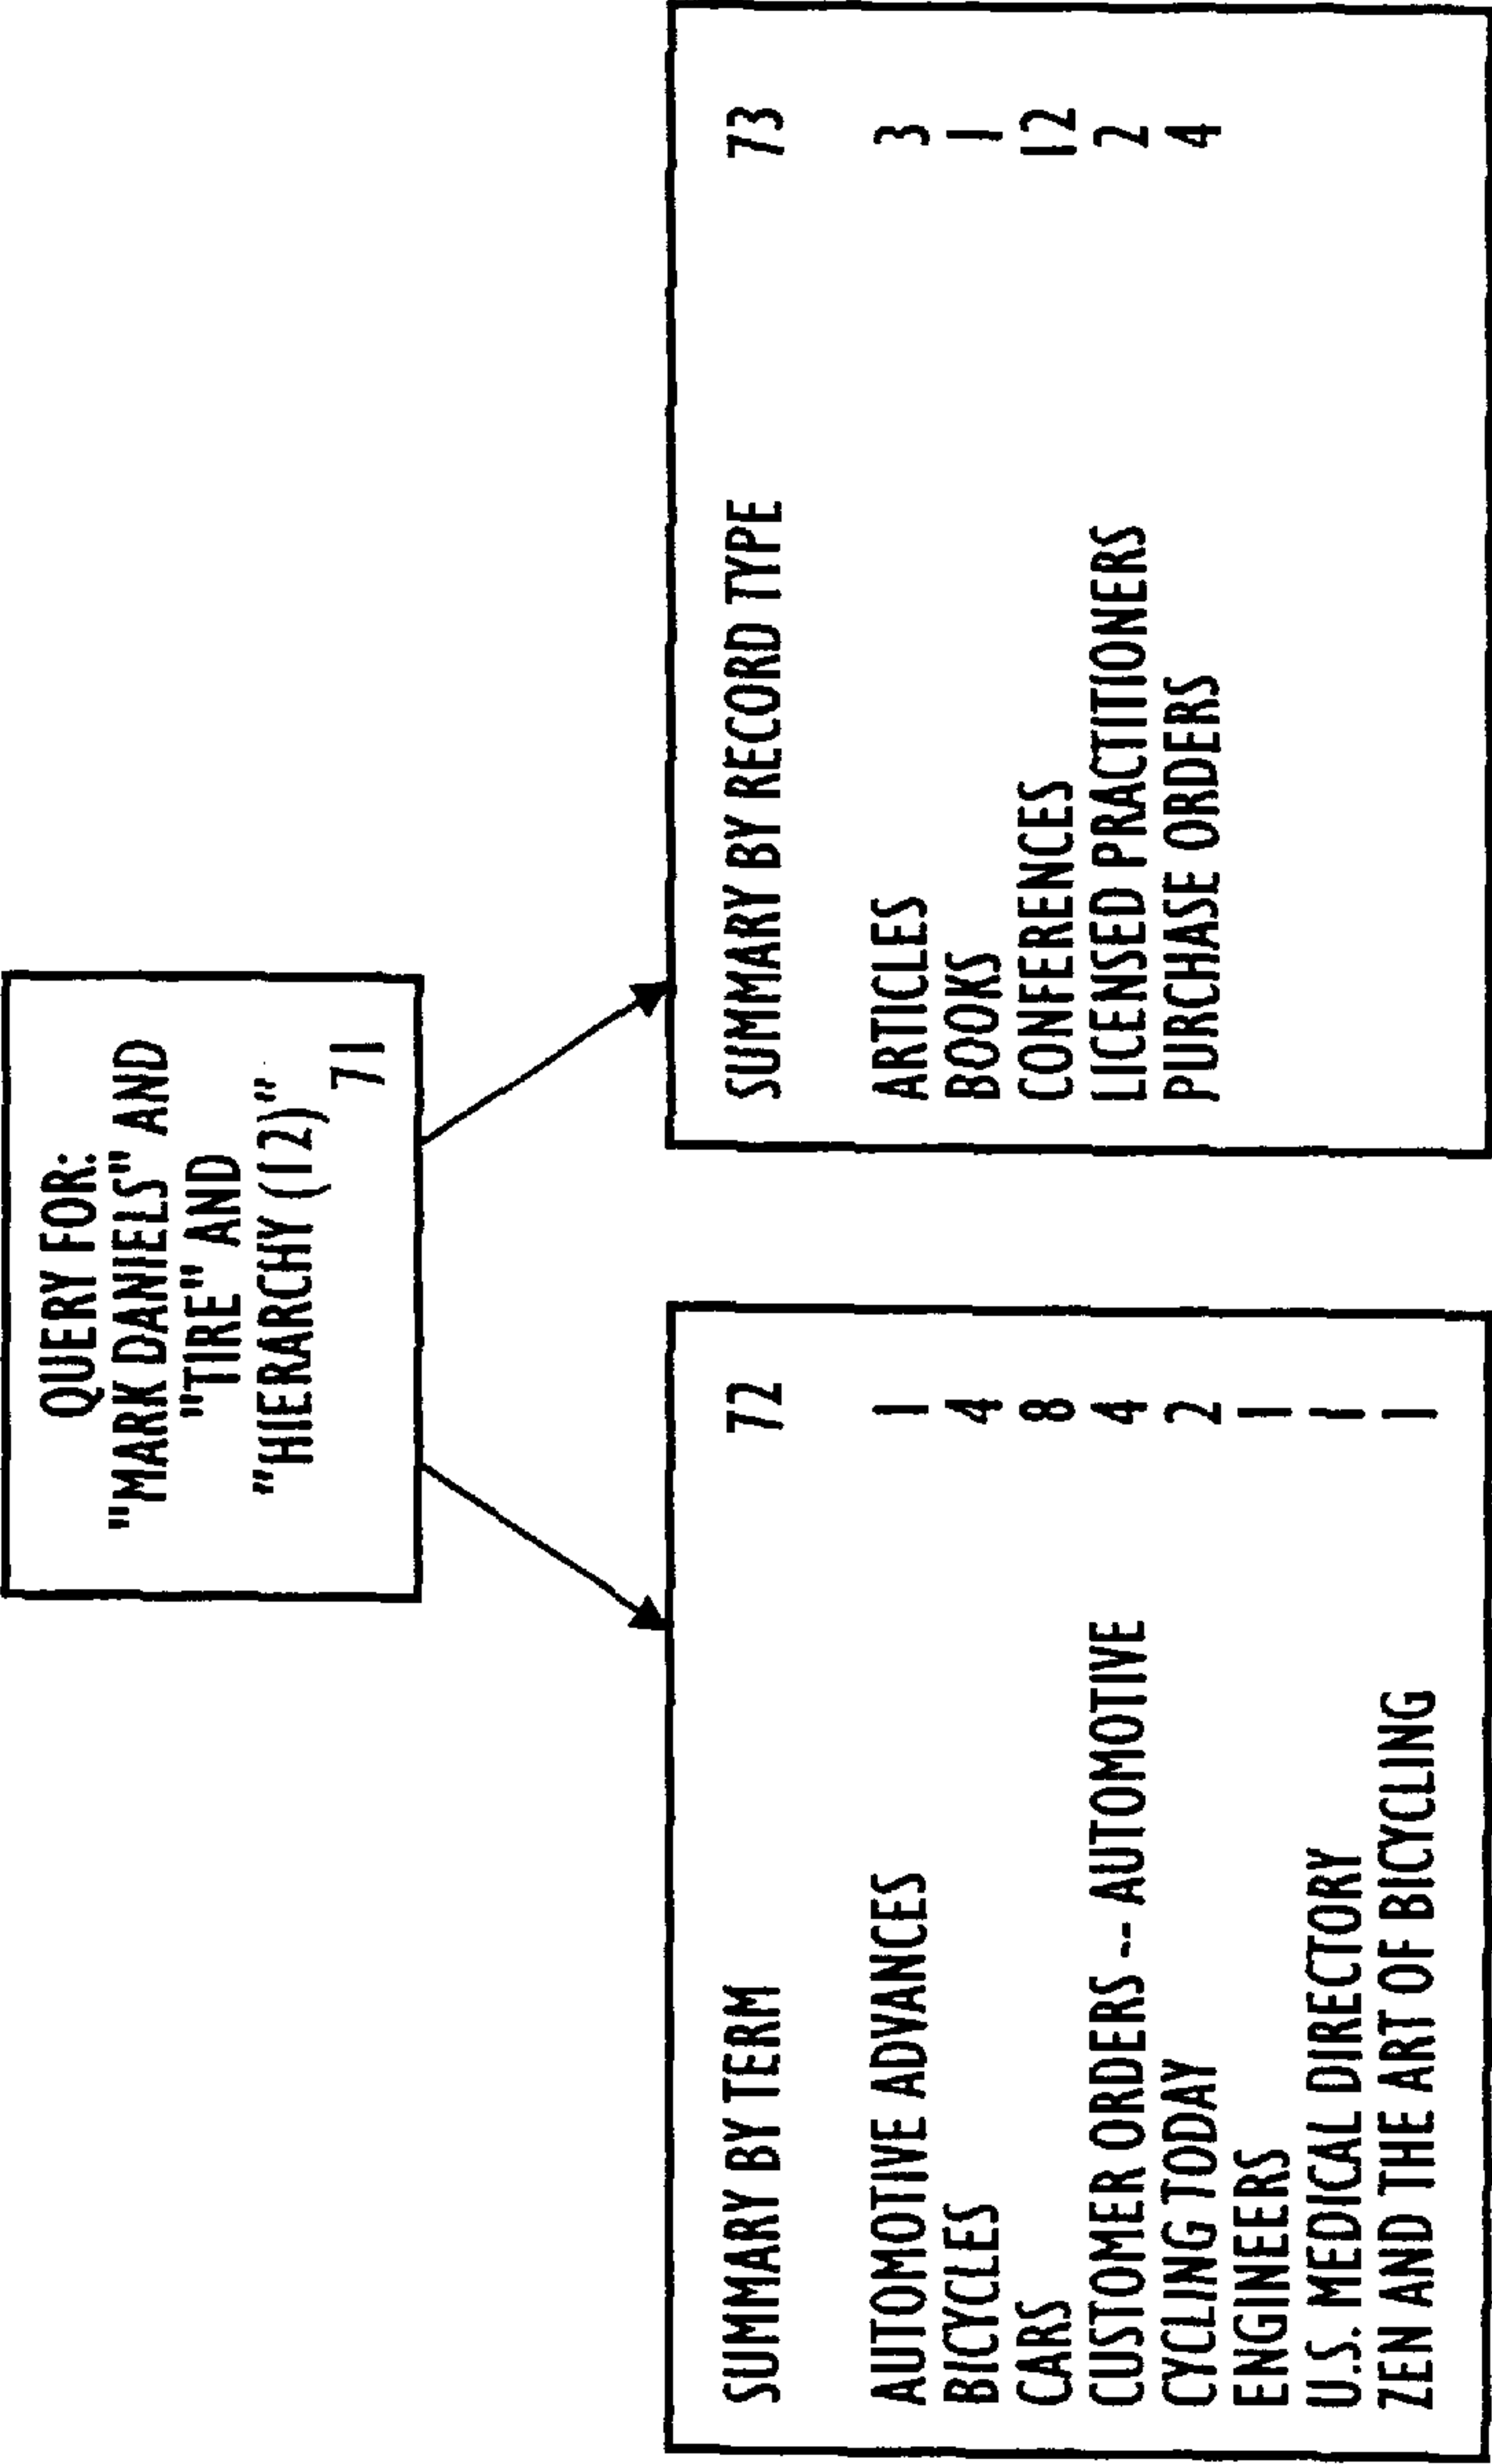 QUERY FOR:
"MARK DANIELS" AND
"TIRE" AND
"HIERARCHY (12)"
71
SUMMARY BY TERM 72
AUTOMOTIVE ADVANCES 1
BICYCLES 4
CARS 8
CUSTOMER ORDERS -- AUTOMOTIVE 4
CYCLING TODAY 2
ENGINEERS 1
U.S. MEDICAL DIRECTORY 1
ZEN AND THE ART OF BICYCLING 1
SUMMARY BY RECORD TYPE 73
ARTICLES 3
BOOKS 1
CONFERENCES 12
LICENSED PRACTITIONERS 2
PURCHASE ORDERS 4